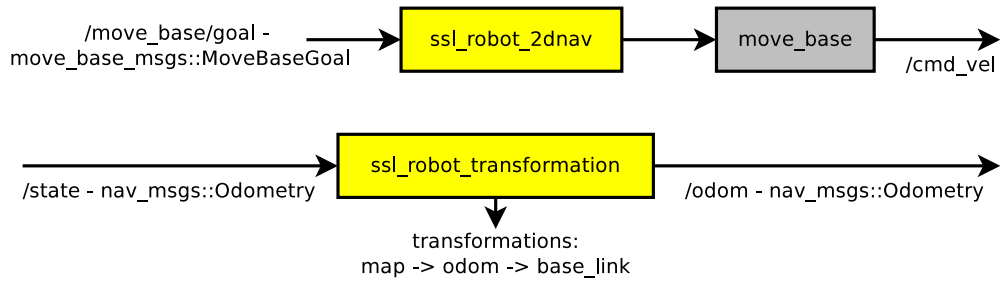 /move_base/goal -
move_base_msgs::MoveBaseGoal
ssl_robot_2dnav
move_base
/cmd_vel
/state - nav_msgs::Odometry
ssl_robot_transformation
/odom - nav_msgs::Odometry
transformations:
map -> odom -> base_link